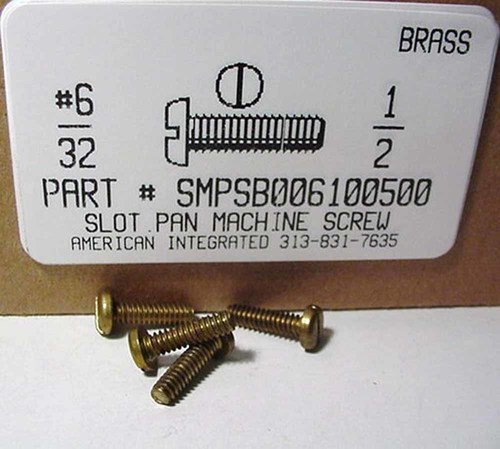 BRASS
#6
32
1
2
PART # SMPSB006100500
SLOT PAN MACHINE SCREW
AMERICAN INTEGRATED 313-831-7635